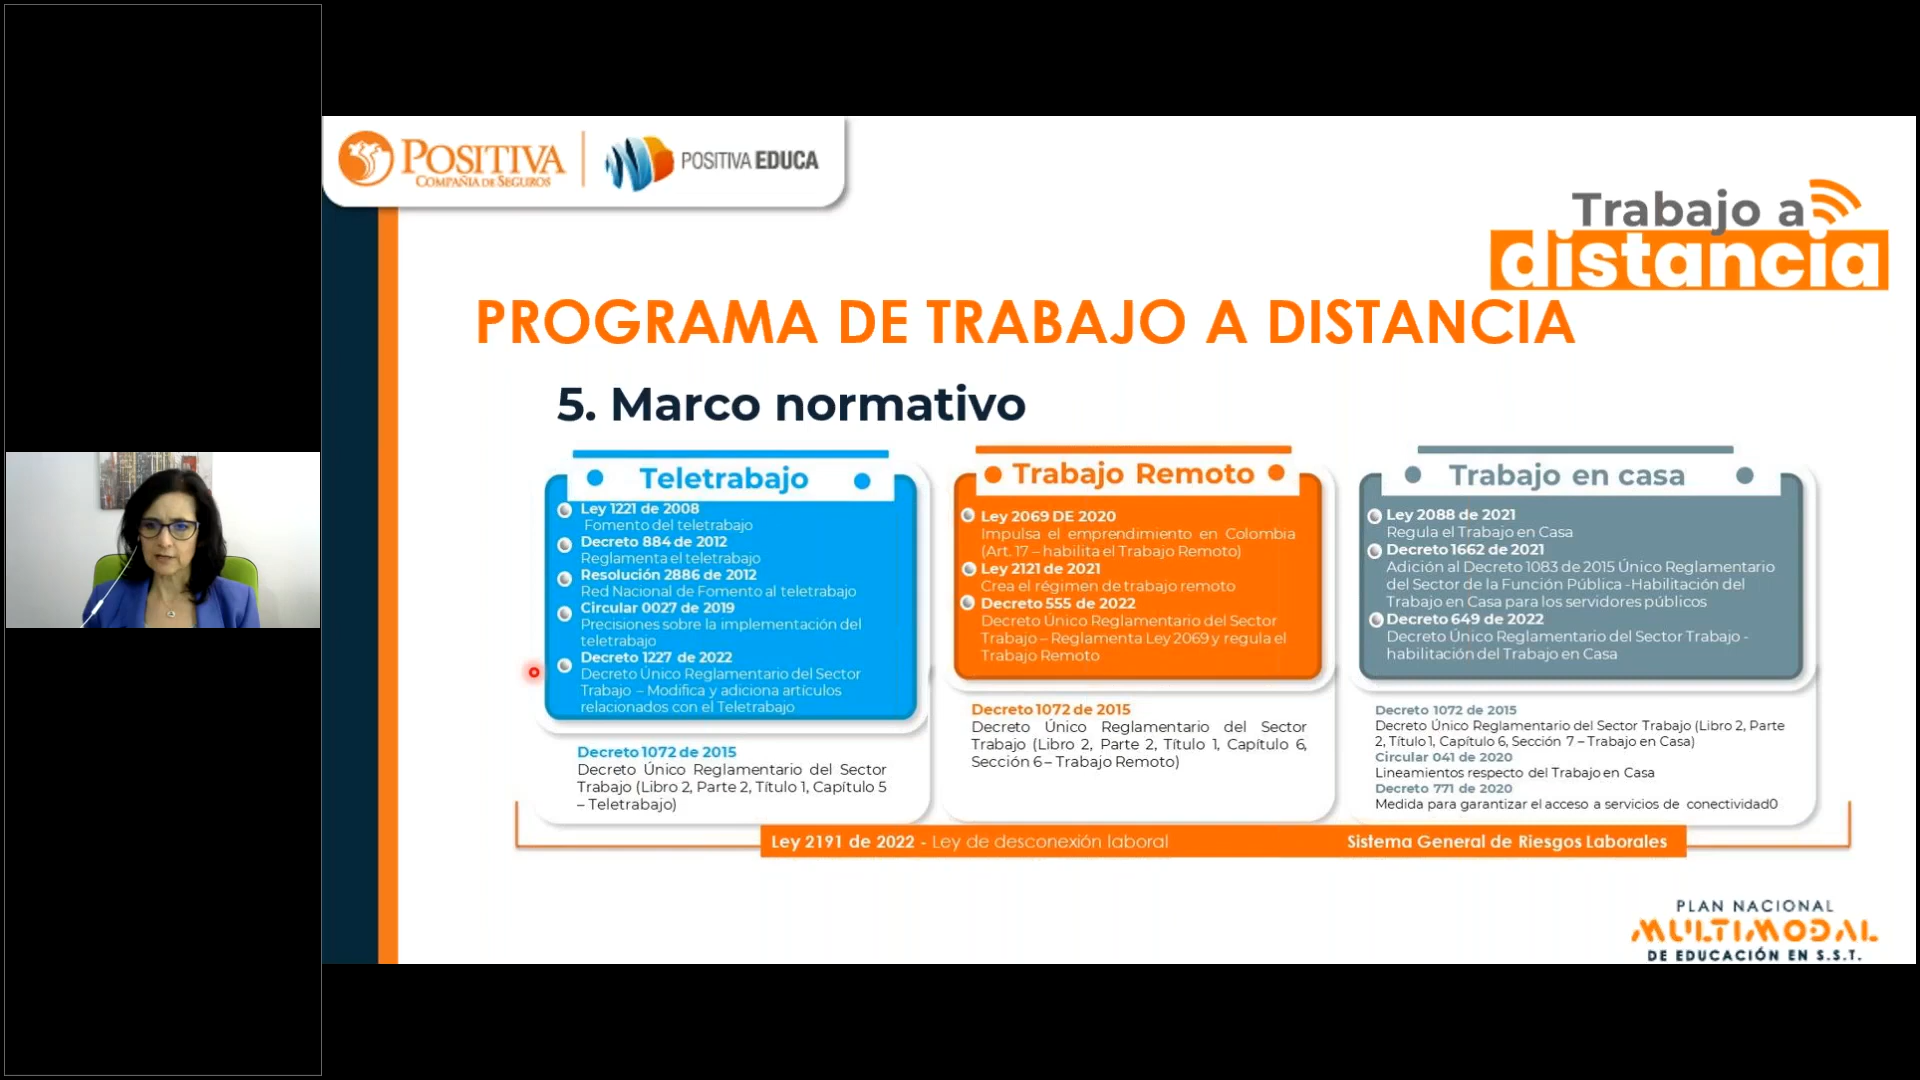 POSITIVA
COMPAÑÍA DE SEGUROS
POSITIVA EDUCA
Trabajo a
distancia
PROGRAMA DE TRABAJO A DISTANCIA
5. Marco normativo
Teletrabajo
Ley 1221 de 2008
Fomento del teletrabajo
Decreto 884 de 2012
Reglamenta el teletrabajo
Resolución 2886 de 2012
Red Nacional de Fomento al teletrabajo
Circular 0027 de 2019
Precisiones sobre la implementación del
teletrabajo
Decreto 1227 de 2022
Decreto Único Reglamentario del Sector
Trabajo – Modifica y adiciona artículos
relacionados con el Teletrabajo
Decreto 1072 de 2015
Decreto Único Reglamentario del Sector
Trabajo (Libro 2, Parte 2, Título 1, Capítulo 5
– Teletrabajo)
Trabajo Remoto
Ley 2069 DE 2020
Impulsa el emprendimiento en Colombia
(Art. 17 – habilita el Trabajo Remoto)
Ley 2121 de 2021
Crea el régimen de trabajo remoto
Decreto 555 de 2022
Decreto Único Reglamentario del Sector
Trabajo – Reglamenta Ley 2069 y regula el
Trabajo Remoto
Decreto 1072 de 2015
Decreto Único Reglamentario del Sector
Trabajo (Libro 2, Parte 2, Título 1, Capítulo 6,
Sección 6 – Trabajo Remoto)
Trabajo en casa
Ley 2088 de 2021
Regula el Trabajo en Casa
Decreto 1662 de 2021
Adición al Decreto 1083 de 2015 Único Reglamentario
del Sector de la Función Pública -Habilitación del
Trabajo en Casa para los servidores públicos
Decreto 649 de 2022
Decreto Único Reglamentario del Sector Trabajo -
habilitación del Trabajo en Casa
Decreto 1072 de 2015
Decreto Único Reglamentario del Sector Trabajo (Libro 2, Parte
2, Título 1, Capítulo 6, Sección 7 – Trabajo en Casa)
Circular 041 de 2020
Lineamientos respecto del Trabajo en Casa
Decreto 771 de 2020
Medida para garantizar el acceso a servicios de conectividad0
Ley 2191 de 2022 - Ley de desconexión laboral
Sistema General de Riesgos Laborales
PLAN NACIONAL
MULTIMODAL
DE EDUCACIÓN EN S.S.T.